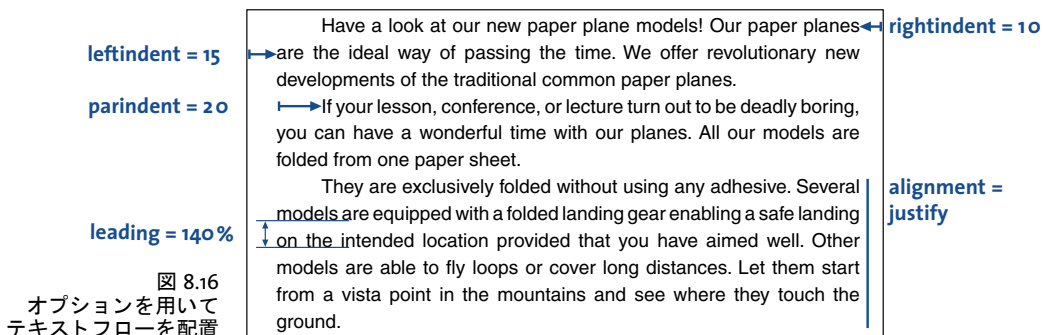 Have a look at our new paper plane models! Our paper planes
rightindent = 10
leftindent = 15
are the ideal way of passing the time. We offer revolutionary new
developments of the traditional common paper planes.
parindent = 20
If your lesson, conference, or lecture turn out to be deadly boring,
you can have a wonderful time with our planes. All our models are
folded from one paper sheet.
They are exclusively folded without using any adhesive. Several
models are equipped with a folded landing gear enabling a safe landing
on the intended location provided that you have aimed well. Other
models are able to fly loops or cover long distances. Let them start
from a vista point in the mountains and see where they touch the
ground.
alignment =
justify
leading = 140%
図 8.16
オプションを用いて
テキストフローを配置